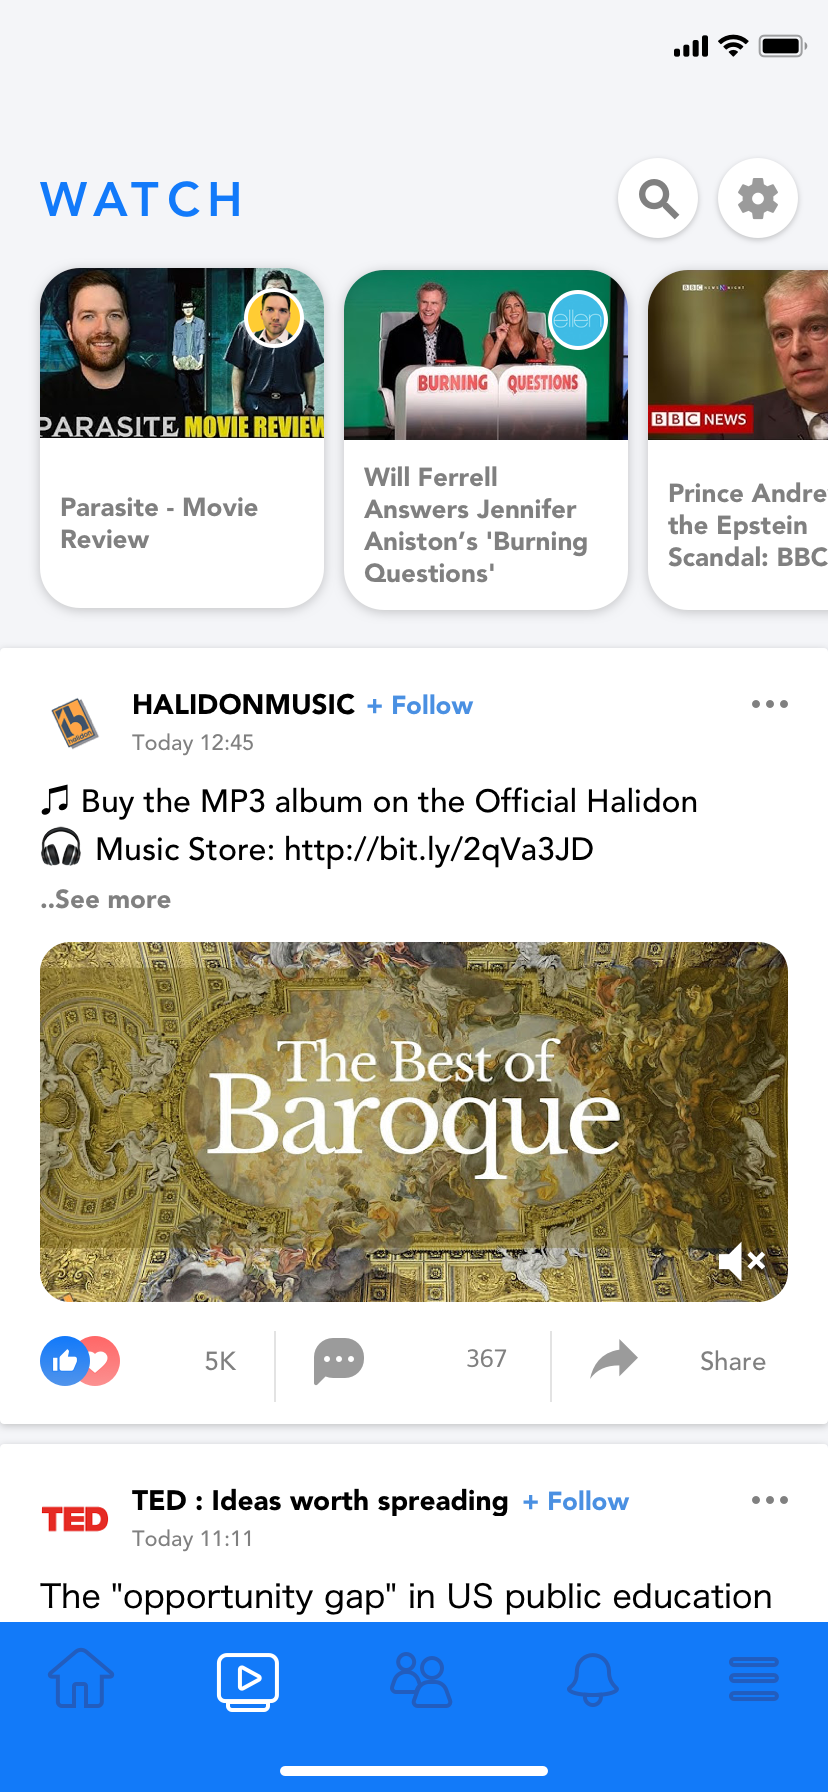 WATCH
PARASITE MOVIE REVIEW
ellen
BURNING QUESTIONS
BBC NEWSNIGHT
BBC NEWS
Parasite - Movie
Review
Will Ferrell
Answers Jennifer
Aniston’s 'Burning
Questions'
Prince Andre
the Epstein
Scandal: BBC
halidon
HALIDONMUSIC + Follow
Today 12:45
Buy the MP3 album on the Official Halidon
Music Store: http://bit.ly/2qVa3JD
..See more
The Best of
Baroque
5K
367
Share
TED
TED : Ideas worth spreading + Follow
Today 11:11
The "opportunity gap" in US public education